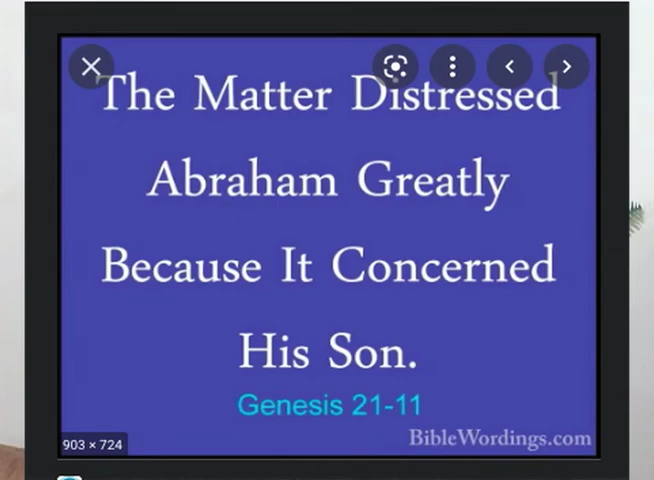 The Matter Distressed
Abraham Greatly
Because It Concerned
His Son.
Genesis 21-11
BibleWordings.com
903 × 724